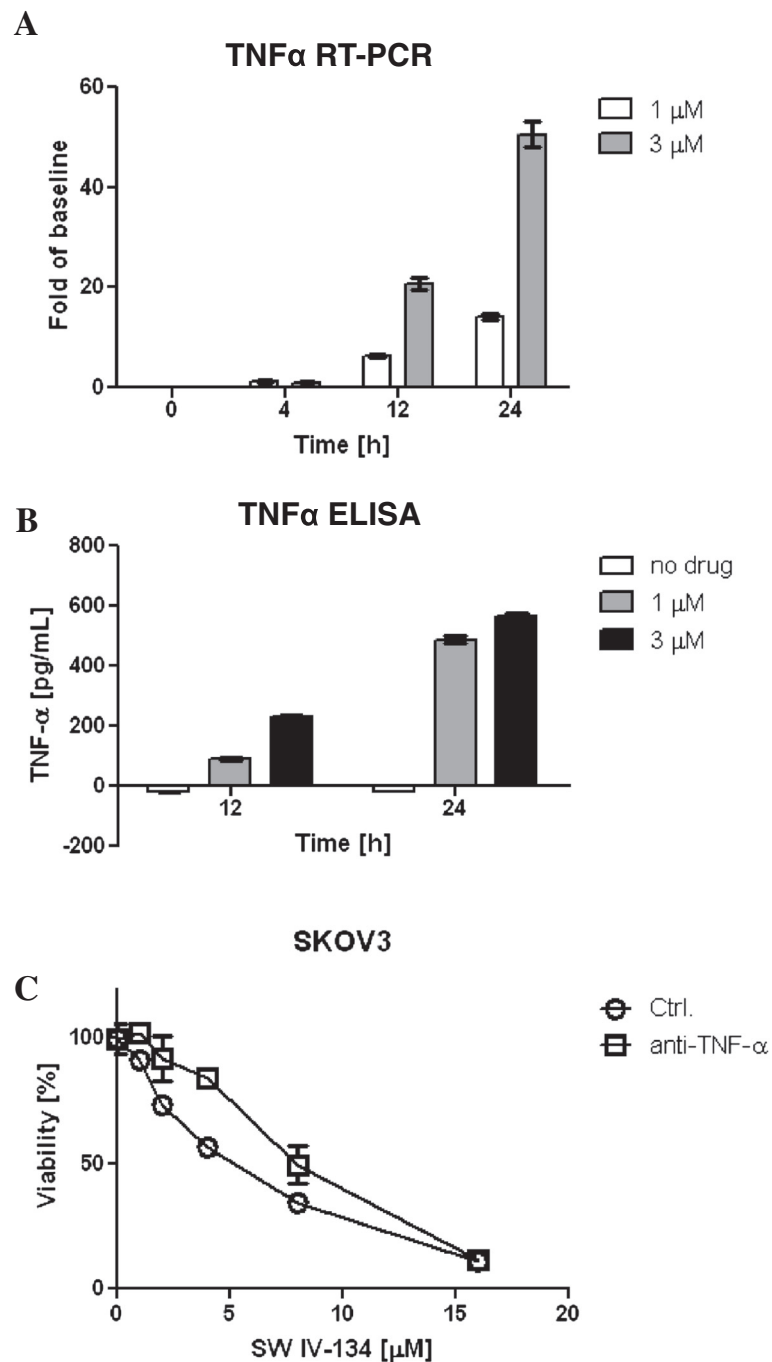 A
TNFα RT-PCR
60
40
20
0
Fold of baseline
0 4 12 24
Time [h]
1 μM
3 μM
B
TNFα ELISA
800
600
400
200
0
-200
TNF-α [pg/mL]
12 24
Time [h]
no drug
1 μM
3 μM
C
SKOV3
100
50
0
Viability [%]
0 5 10 15 20
SW IV-134 [μM]
Ctrl.
anti-TNF-α